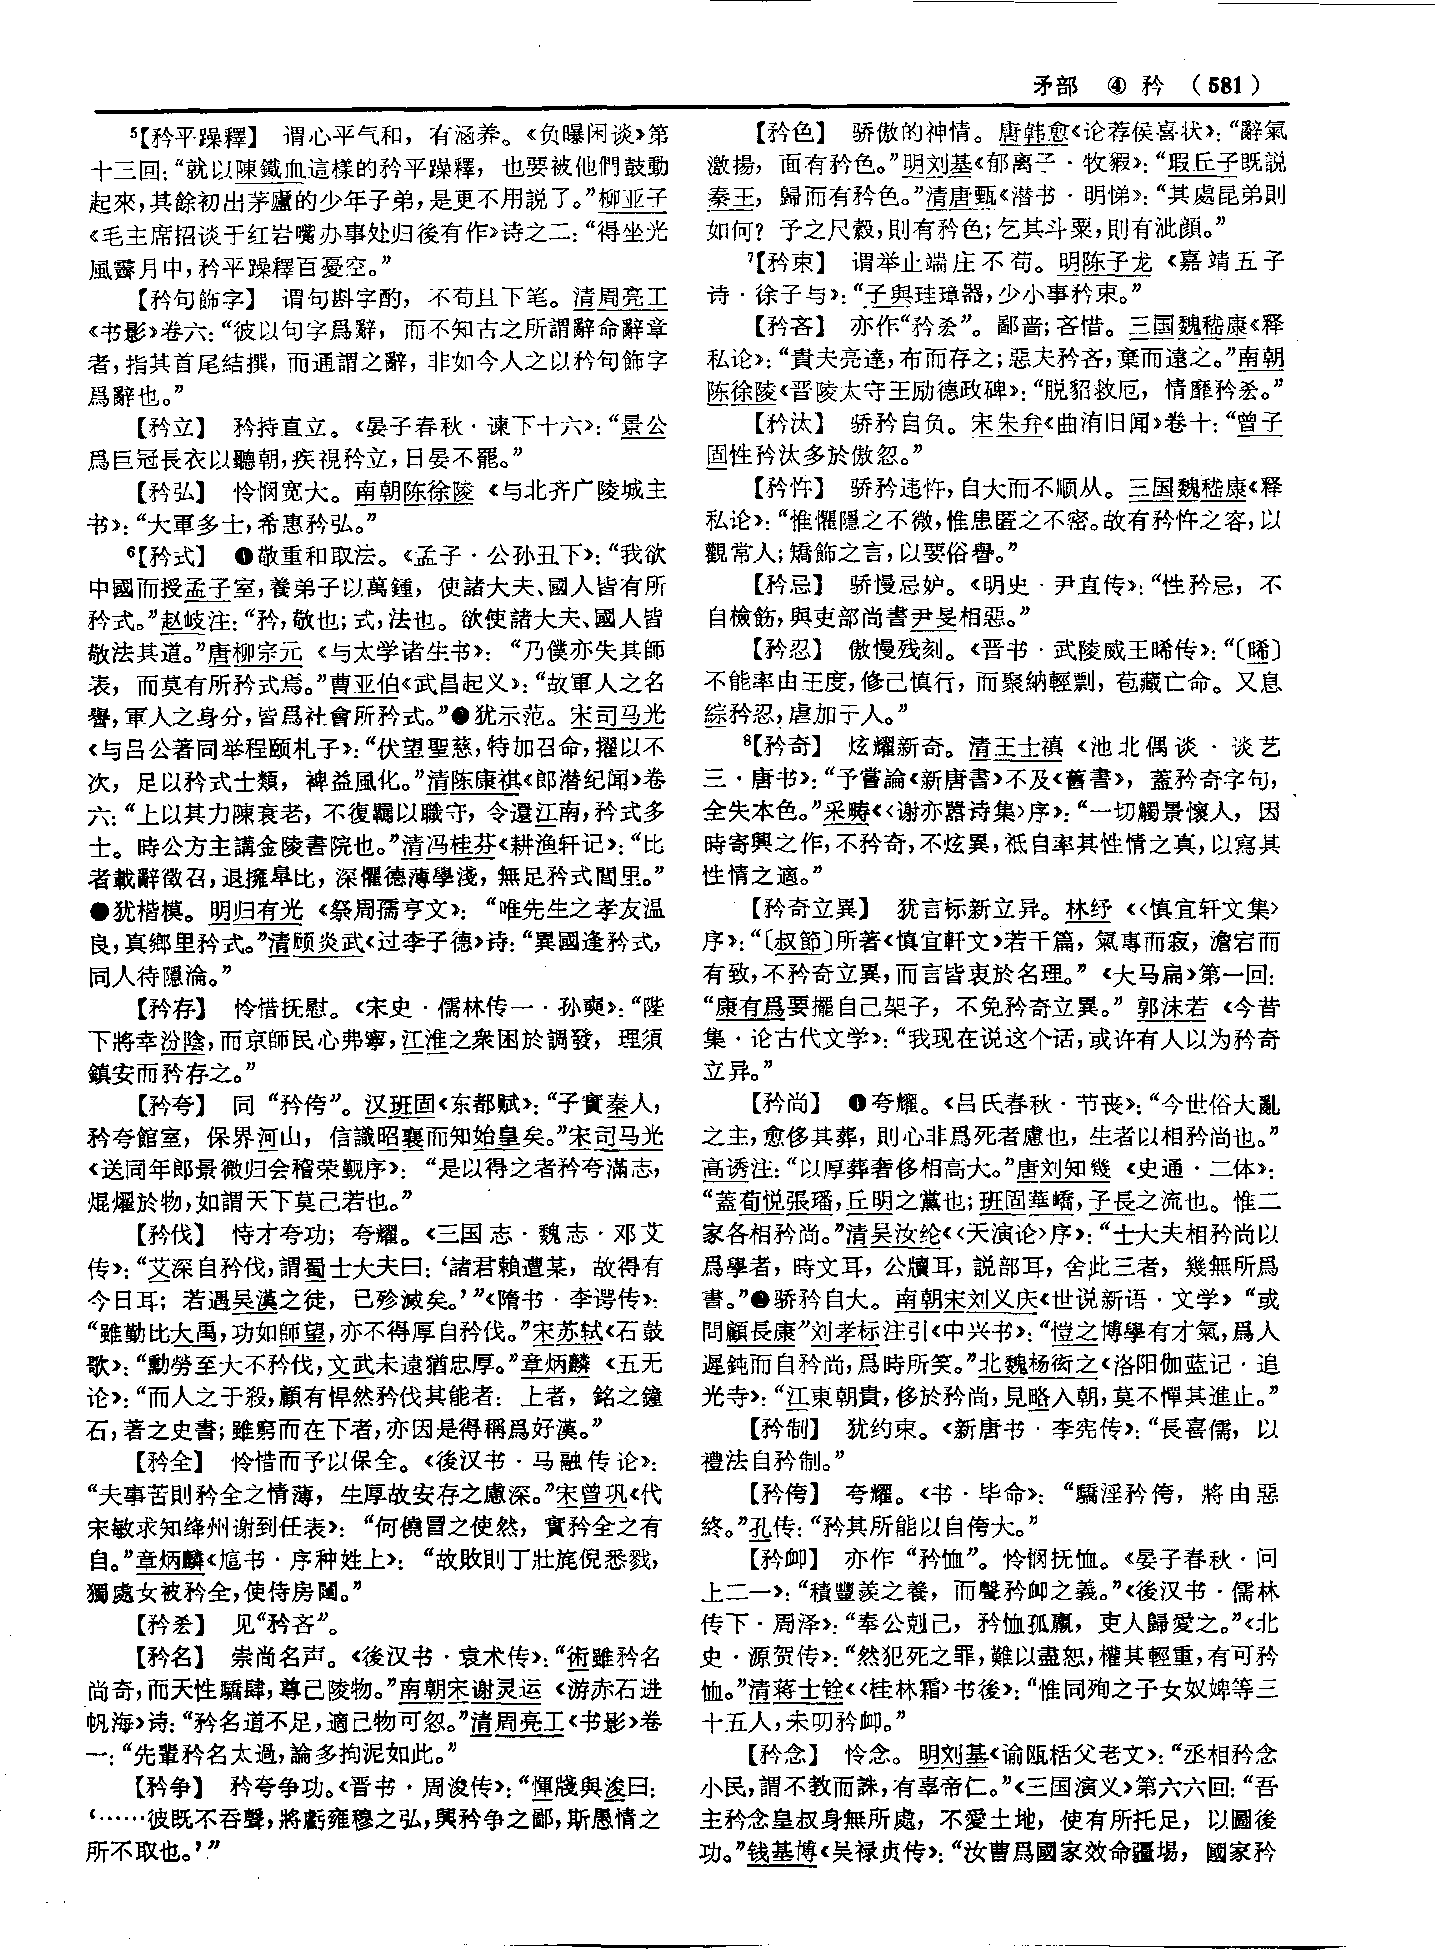 矛部　④　矜　（581）
⁵【矜平躁釋】　谓心平气和，有涵养。《负曝闲谈》第
十三回：“就以陳鐵血這樣的矜平躁釋，也要被他們鼓動
起來，其餘初出茅廬的少年子弟，是更不用説了。”柳亚子
《毛主席招谈于红岩嘴办事处归後有作》诗之二：“得坐光
風霽月中，矜平躁釋百憂空。”
【矜句飾字】　谓句斟字酌，不苟且下笔。清周亮工
《书影》卷六：“彼以句字爲辭，而不知古之所謂辭命辭章
者，指其首尾結撰，而通謂之辭，非如今人之以矜句飾字
爲辭也。”
【矜立】　矜持直立。《晏子春秋·谏下十六》：“景公
爲巨冠長衣以聽朝，疾視矜立，日晏不罷。”
【矜弘】　怜悯宽大。南朝陈徐陵《与北齐广陵城主
书》：“大軍多士，希惠矜弘。”
⁶【矜式】　❶敬重和取法。《孟子·公孙丑下》：“我欲
中國而授孟子室，養弟子以萬鍾，使諸大夫、國人皆有所
矜式。”赵岐注：“矜，敬也；式，法也。欲使諸大夫、國人皆
敬法其道。”唐柳宗元《与太学诸生书》：“乃僕亦失其師
表，而莫有所矜式焉。”曹亚伯《武昌起义》：“故軍人之名
譽，軍人之身分，皆爲社會所矜式。”❷犹示范。宋司马光
《与吕公著同举程颐札子》：“伏望聖慈，特加召命，擢以不
次，足以矜式士類，裨益風化。”清陈康祺《郎潜纪闻》卷
六：“上以其力陳衰老，不復羈以職守，令還江南，矜式多
士。時公方主講金陵書院也。”清冯桂芬《耕渔轩记》：“比
者載辭徵召，退擁皋比，深懼德薄學淺，無足矜式閭里。”
❸犹楷模。明归有光《祭周孺亨文》：“唯先生之孝友温
良，真鄉里矜式。”清顾炎武《过李子德》诗：“異國逢矜式，
同人待隱淪。”
【矜存】　怜惜抚慰。《宋史·儒林传一·孙奭》：“陛
下將幸汾陰，而京師民心弗寧，江淮之衆困於調發，理須
鎮安而矜存之。”
【矜夸】　同“矜侉”。汉班固《东都赋》：“子實秦人，
矜夸館室，保界河山，信識昭襄而知始皇矣。”宋司马光
《送同年郎景微归会稽荣觐序》：“是以得之者矜夸滿志，
焜燿於物，如謂天下莫己若也。”
【矜伐】　恃才夸功；夸耀。《三国志·魏志·邓艾
传》：“艾深自矜伐，謂蜀士大夫曰：‘諸君賴遭某，故得有
今日耳；若遇吴漢之徒，已殄滅矣。’”《隋书·李谔传》：
“雖勤比大禹，功如師望，亦不得厚自矜伐。”宋苏轼《石鼓
歌》：“勳勞至大不矜伐，文武未遠猶忠厚。”章炳麟《五无
论》：“而人之于殺，顧有悍然矜伐其能者：上者，銘之鐘
石，著之史書；雖窮而在下者，亦因是得稱爲好漢。”
【矜全】　怜惜而予以保全。《後汉书·马融传论》：
“夫事苦則矜全之情薄，生厚故安存之慮深。”宋曾巩《代
宋敏求知绛州谢到任表》：“何僥冒之使然，實矜全之有
自。”章炳麟《訄书·序种姓上》：“故敗則丁壯旄倪悉戮，
獨處女被矜全，使侍房闥。”
【矜恡】　见“矜吝”。
【矜名】　崇尚名声。《後汉书·袁术传》：“術雖矜名
尚奇，而天性驕肆，尊己陵物。”南朝宋谢灵运《游赤石进
帆海》诗：“矜名道不足，適己物可忽。”清周亮工《书影》卷
一：“先輩矜名太過，論多拘泥如此。”
【矜争】　矜夸争功。《晋书·周浚传》：“惲牋與浚曰：
‘……彼既不吞聲，將虧雍穆之弘，興矜争之鄙，斯愚情之
所不取也。’”
【矜色】　骄傲的神情。唐韩愈《论荐侯喜状》：“辭氣
激揚，面有矜色。”明刘基《郁离子·牧豭》：“瑕丘子既説
秦王，歸而有矜色。”清唐甄《潜书·明悌》：“其處昆弟則
如何？予之尺縠，則有矜色；乞其斗粟，則有泚顔。”
⁷【矜束】　谓举止端庄不苟。明陈子龙《嘉靖五子
诗·徐子与》：“子與珪璋器，少小事矜束。”
【矜吝】　亦作“矜恡”。鄙啬；吝惜。三国魏嵇康《释
私论》：“貴夫亮達，布而存之；惡夫矜吝，棄而遠之。”南朝
陈徐陵《晋陵太守王励德政碑》：“脱貂救厄，情靡矜恡。”
【矜汰】　骄矜自负。宋朱弁《曲洧旧闻》卷十：“曾子
固性矜汰多於傲忽。”
【矜忤】　骄矜违忤，自大而不顺从。三国魏嵇康《释
私论》：“惟懼隱之不微，惟患匿之不密。故有矜忤之容，以
觀常人；矯飾之言，以要俗譽。”
【矜忌】　骄慢忌妒。《明史·尹直传》：“性矜忌，不
自檢飭，與吏部尚書尹旻相惡。”
【矜忍】　傲慢残刻。《晋书·武陵威王晞传》：“〔晞〕
不能率由王度，修己慎行，而聚納輕剽，苞藏亡命。又息
綜矜忍，虐加于人。”
⁸【矜奇】　炫耀新奇。清王士禛《池北偶谈·谈艺
三·唐书》：“予嘗論《新唐書》不及《舊書》，蓋矜奇字句，
全失本色。”采畴《〈谢亦嚣诗集〉序》：“一切觸景懷人，因
時寄興之作，不矜奇，不炫異，祇自率其性情之真，以寫其
性情之適。”
【矜奇立異】　犹言标新立异。林纾《〈慎宜轩文集〉
序》：“〔叔節〕所著《慎宜軒文》若干篇，氣専而寂，澹宕而
有致，不矜奇立異，而言皆衷於名理。”《大马扁》第一回：
“康有爲要擺自己架子，不免矜奇立異。”郭沫若《今昔
集·论古代文学》：“我现在说这个话，或许有人以为矜奇
立异。”
【矜尚】　❶夸耀。《吕氏春秋·节丧》：“今世俗大亂
之主，愈侈其葬，則心非爲死者慮也，生者以相矜尚也。”
高诱注：“以厚葬奢侈相高大。”唐刘知幾《史通·二体》：
“蓋荀悦張璠，丘明之黨也；班固華嶠，子長之流也。惟二
家各相矜尚。”清吴汝纶《〈天演论〉序》：“士大夫相矜尚以
爲學者，時文耳，公牘耳，説部耳，舍此三者，幾無所爲
書。”❷骄矜自大。南朝宋刘义庆《世说新语·文学》“或
問顧長康”刘孝标注引《中兴书》：“愷之博學有才氣，爲人
遲鈍而自矜尚，爲時所笑。”北魏杨衒之《洛阳伽蓝记·追
光寺》：“江東朝貴，侈於矜尚，見略入朝，莫不憚其進止。”
【矜制】　犹约束。《新唐书·李宪传》：“長喜儒，以
禮法自矜制。”
【矜侉】　夸耀。《书·毕命》：“驕淫矜侉，將由惡
終。”孔传：“矜其所能以自侉大。”
【矜卹】　亦作“矜恤”。怜悯抚恤。《晏子春秋·问
上二一》：“積豐羡之養，而聲矜卹之義。”《後汉书·儒林
传下·周泽》：“奉公剋己，矜恤孤羸，吏人歸愛之。”《北
史·源贺传》：“然犯死之罪，難以盡恕，權其輕重，有可矜
恤。”清蒋士铨《〈桂林霜〉书後》：“惟同殉之子女奴婢等三
十五人，未叨矜卹。”
【矜念】　怜念。明刘基《谕瓯栝父老文》：“丞相矜念
小民，謂不教而誅，有辜帝仁。”《三国演义》第六六回：“吾
主矜念皇叔身無所處，不愛土地，使有所托足，以圖後
功。”钱基博《吴禄贞传》：“汝曹爲國家效命疆埸，國家矜